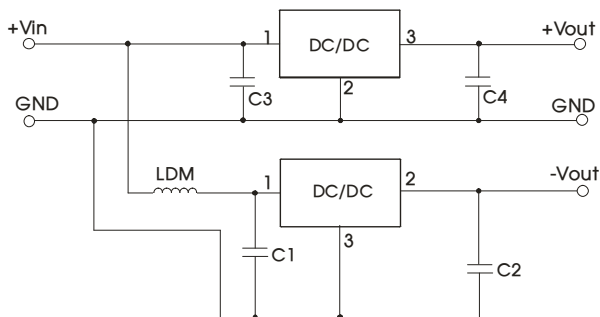 +Vin
1
DC/DC
3
+Vout
2
C3
C4
GND
GND
LDM
1
DC/DC
2
-Vout
3
C1
C2